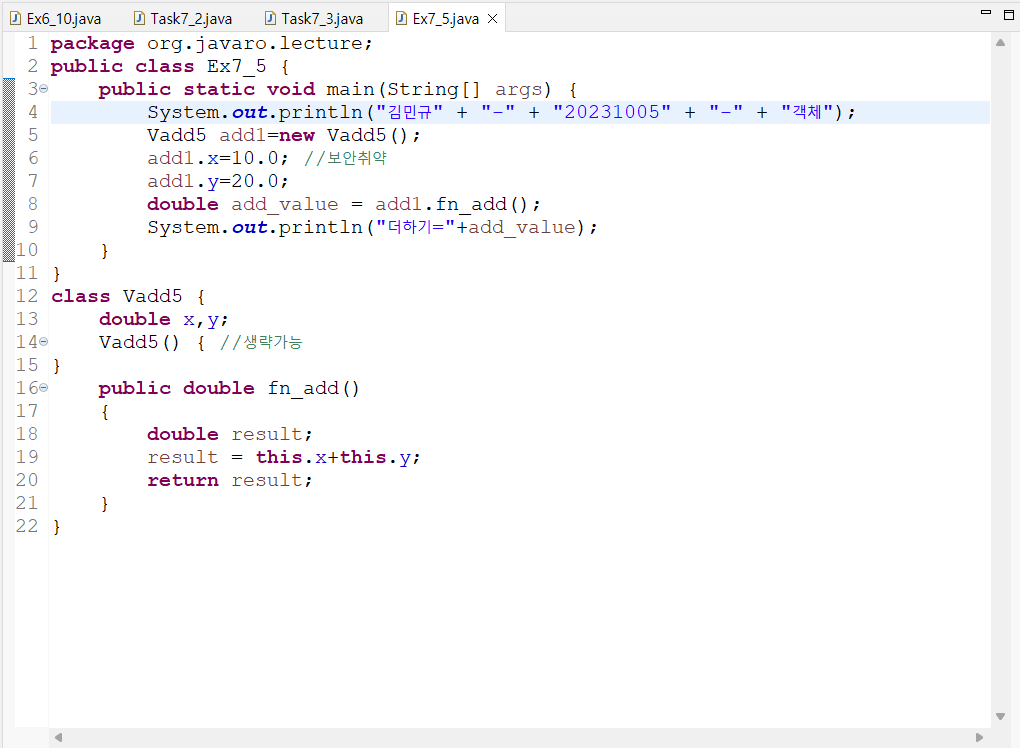 Ex6_10.java Task7_2.java Task7_3.java Ex7_5.java
1 package org.javaro.lecture;
2 public class Ex7_5 {
3 public static void main(String[] args) {
4 System.out.println("김민규" + "-" + "20231005" + "-" + "객체");
5 Vadd5 add1=new Vadd5();
6 add1.x=10.0; //보안취약
7 add1.y=20.0;
8 double add_value = add1.fn_add();
9 System.out.println("더하기="+add_value);
10 }
11 }
12 class Vadd5 {
13 double x,y;
14 Vadd5() { //생략가능
15 }
16 public double fn_add()
17 {
18 double result;
19 result = this.x+this.y;
20 return result;
21 }
22 }